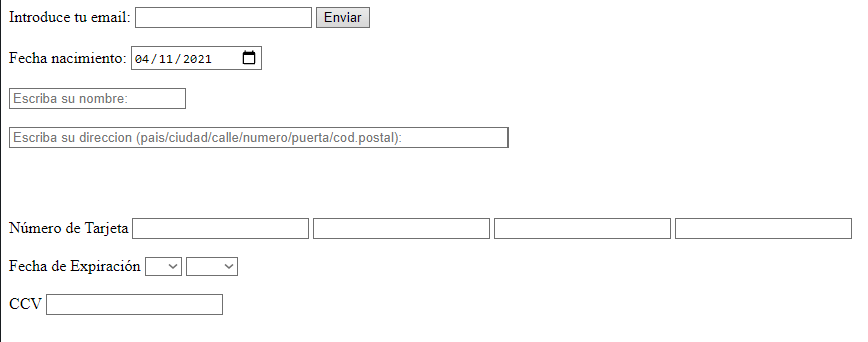 Introduce tu email: Enviar
Fecha nacimiento: 04/11/2021
Escriba su nombre:
Escriba su direccion (pais/ciudad/calle/numero/puerta/cod.postal):
Número de Tarjeta
Fecha de Expiración
CCV